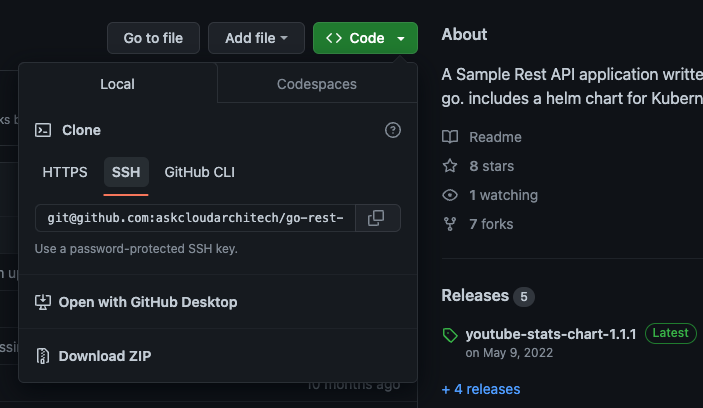 Go to file
Add file
Code
Local
Codespaces
Clone
HTTPS
SSH
GitHub CLI
git@github.com:askcloudarchitech/go-rest-
Use a password-protected SSH key.
Open with GitHub Desktop
Download ZIP
10 months ago
About
A Sample Rest API application writte
go. includes a helm chart for Kubern
Readme
8 stars
1 watching
7 forks
Releases 5
youtube-stats-chart-1.1.1 Latest
on May 9, 2022
+ 4 releases